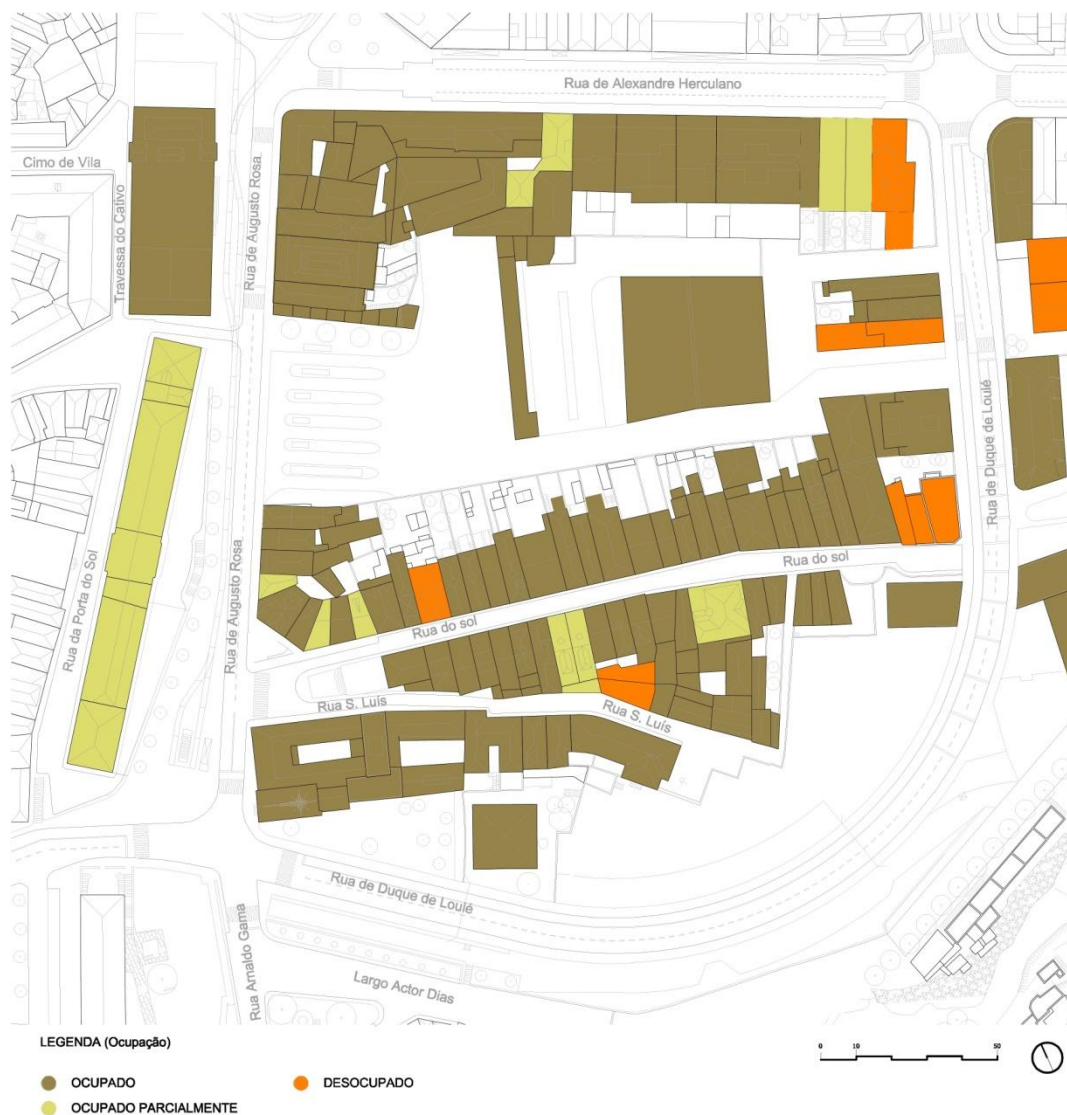 Rua de Alexandre Herculano
Cimo de Vila
Travessa do Cativo
Rua de Augusto Rosa
Rua de Duque de Loulé
Rua da Porta do Sol
Rua de Augusto Rosa
Rua do sol
Rua do sol
Rua S. Luís
Rua S. Luís
Rua de Duque de Loulé
Rua Arnaldo Gama
Largo Actor Dias
LEGENDA (Ocupação)
OCUPADO
DESOCUPADO
OCUPADO PARCIALMENTE
0 10 50